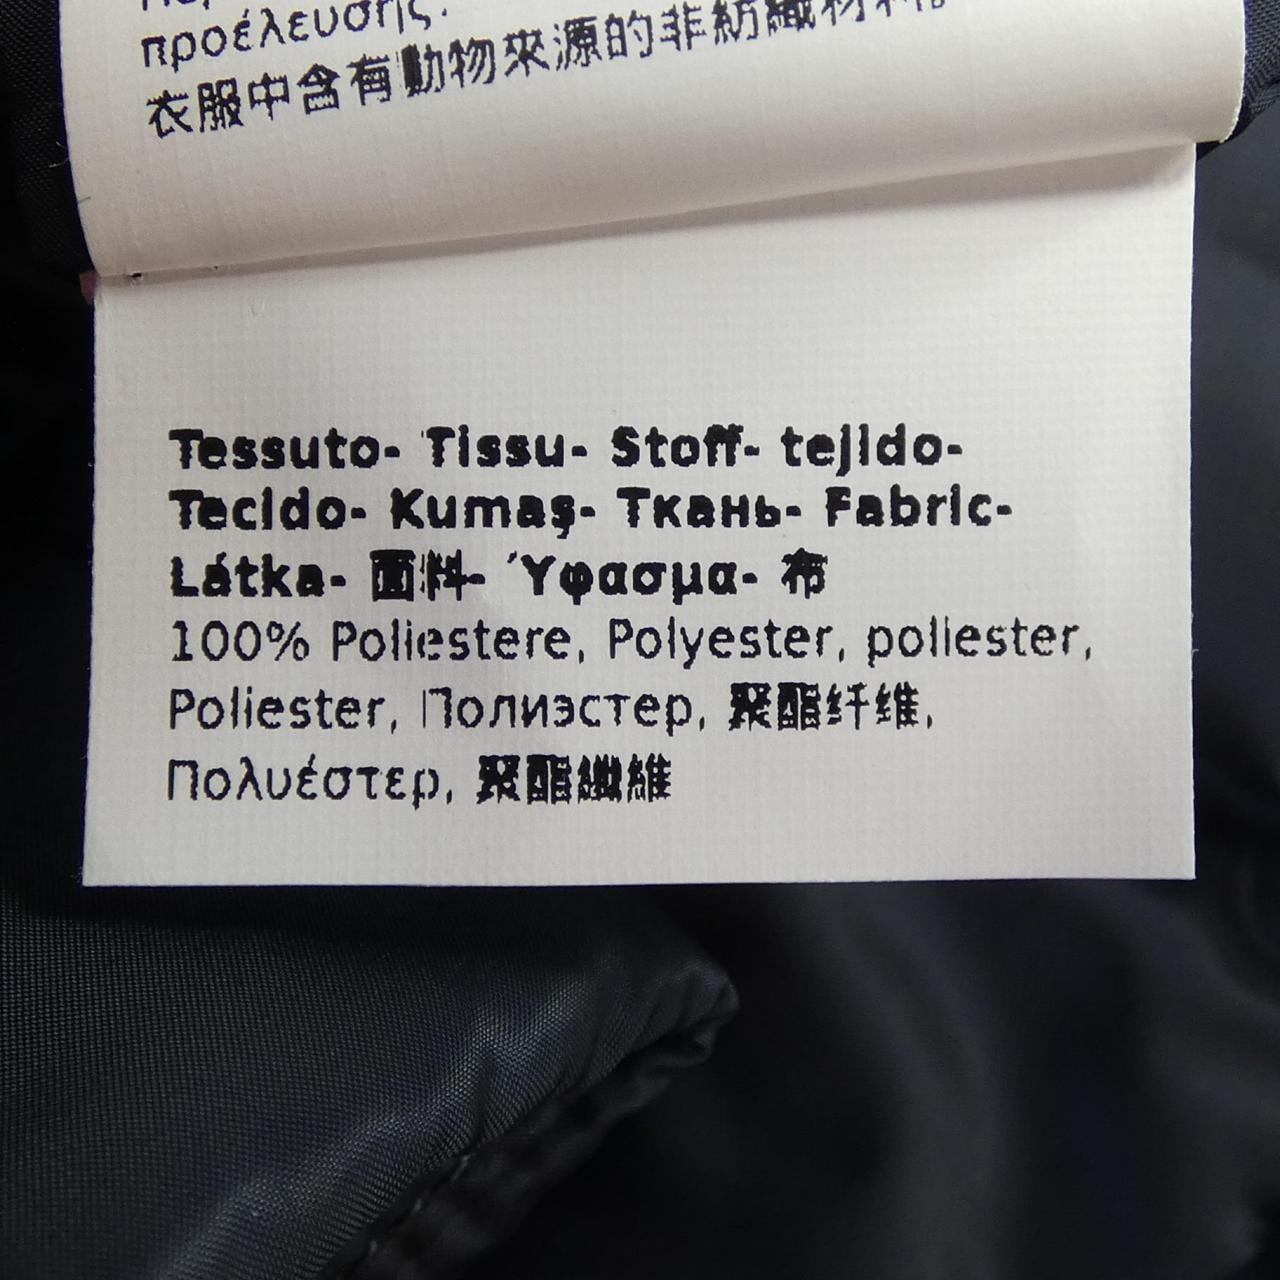 προέλευσης.
衣服中含有動物來源的非紡織材料
Tessuto- Tissu- Stoff- tejido-
Tecido- Kumaş- Ткань- Fabric-
Látka- 面料- Ύφασμα- 布
100% Poliestere, Polyester, poliester,
Poliester, Полиэстер, 聚酯纤维,
Πολυέστερ, 聚酯纖維